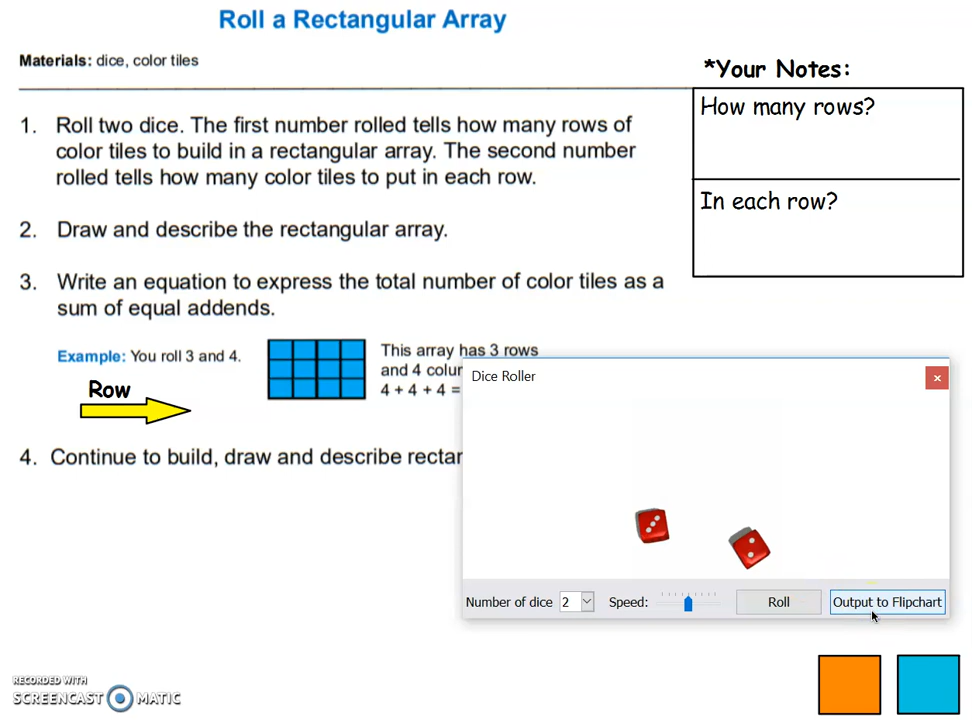 Roll a Rectangular Array
Materials: dice, color tiles
*Your Notes:
How many rows?
In each row?
1. Roll two dice. The first number rolled tells how many rows of
color tiles to build in a rectangular array. The second number
rolled tells how many color tiles to put in each row.
2. Draw and describe the rectangular array.
3. Write an equation to express the total number of color tiles as a
sum of equal addends.
Example: You roll 3 and 4.
Row
This array has 3 rows
and 4 colu
4 + 4 + 4 =
4. Continue to build, draw and describe rectan
Dice Roller
Number of dice 2 Speed: Roll Output to Flipchart
RECORDED WITH
SCREENCAST MATIC